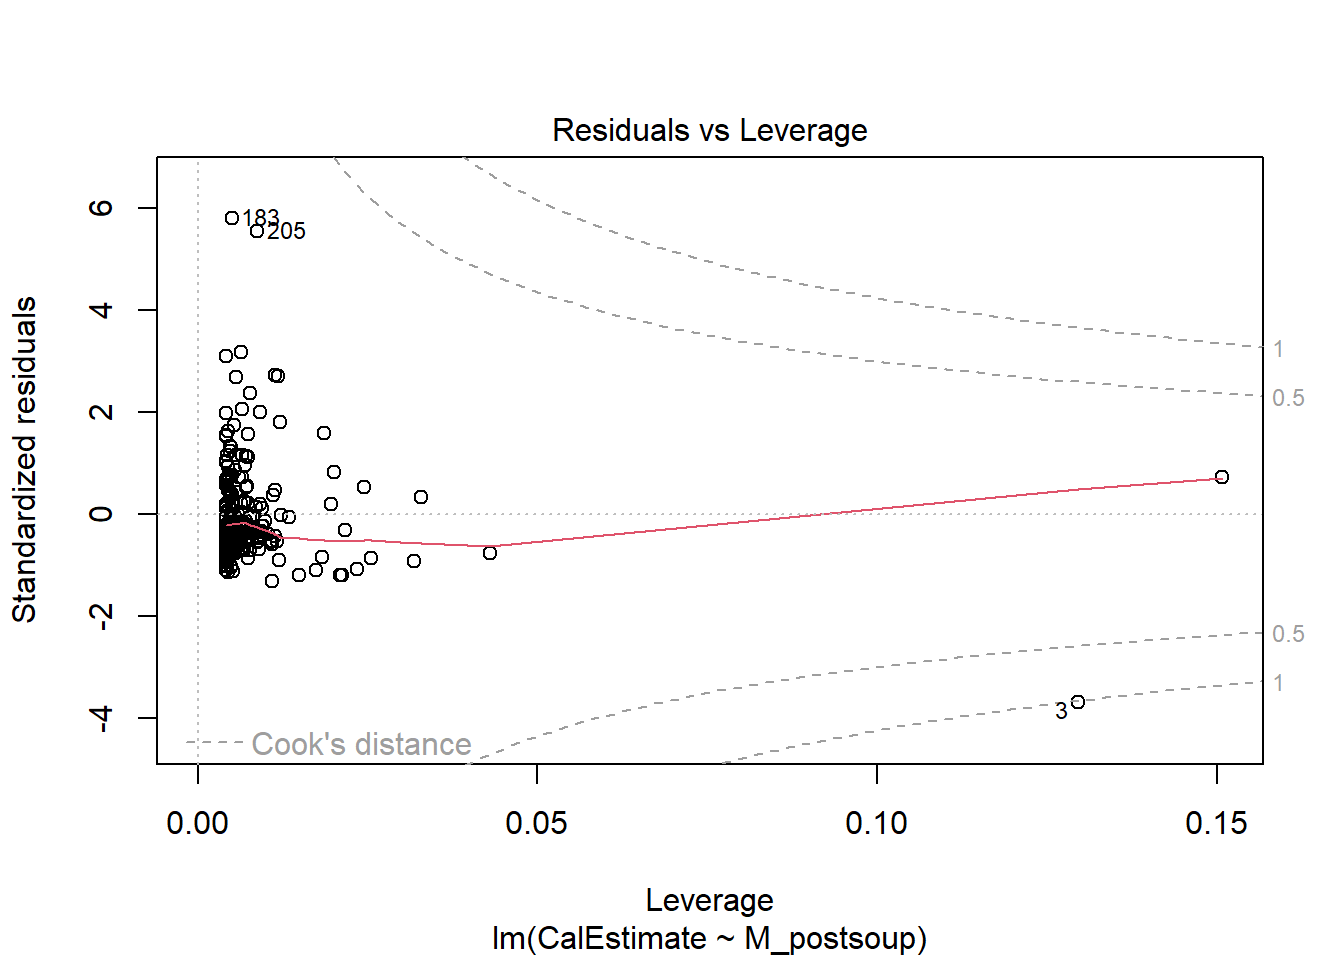 Residuals vs Leverage
Standardized residuals
6
4
2
0
-2
-4
183
205
3
1
0.5
0.5
1
Cook's distance
0.00 0.05 0.10 0.15
Leverage
lm(CalEstimate ~ M_postsoup)